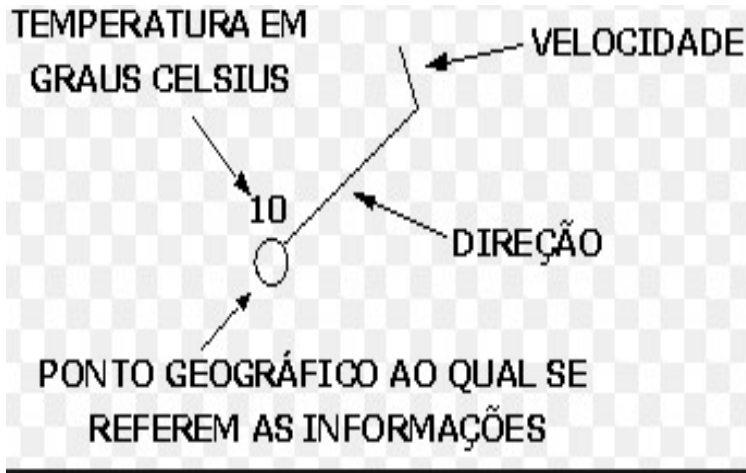 TEMPERATURA EM
GRAUS CELSIUS
VELOCIDADE
10
DIREÇÃO
PONTO GEOGRÁFICO AO QUAL SE
REFEREM AS INFORMAÇÕES